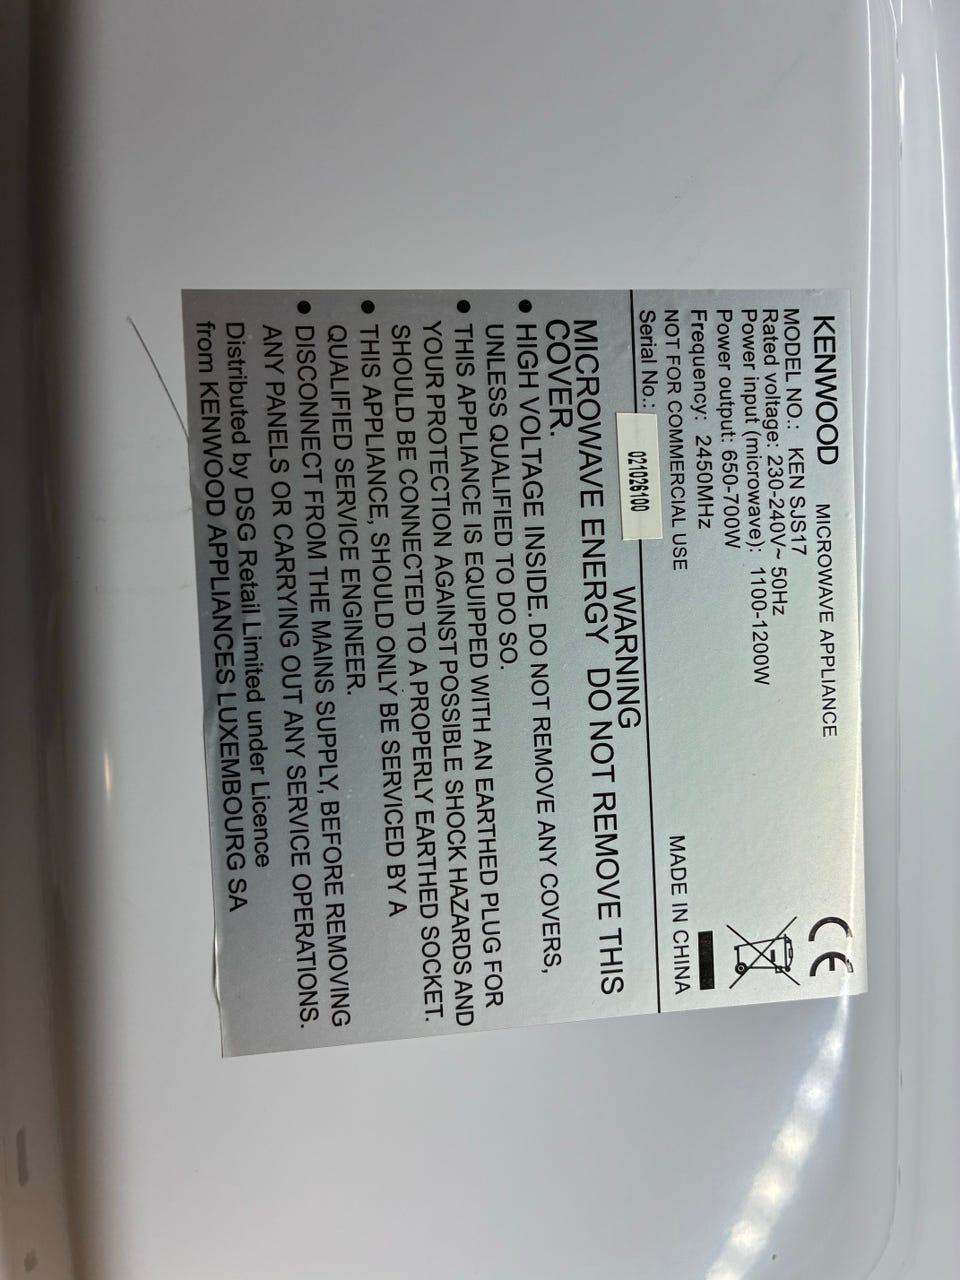 KENWOOD MICROWAVE APPLIANCE
MODEL NO.: KEN SJS17
Rated voltage: 230-240V~ 50Hz
Power input (microwave): 1100-1200W
Power output: 650-700W
Frequency: 2450MHz
NOT FOR COMMERCIAL USE MADE IN CHINA
Serial No.: 021026100
CE
WARNING
MICROWAVE ENERGY DO NOT REMOVE THIS
COVER.
● HIGH VOLTAGE INSIDE. DO NOT REMOVE ANY COVERS,
UNLESS QUALIFIED TO DO SO.
● THIS APPLIANCE IS EQUIPPED WITH AN EARTHED PLUG FOR
YOUR PROTECTION AGAINST POSSIBLE SHOCK HAZARDS AND
SHOULD BE CONNECTED TO A PROPERLY EARTHED SOCKET.
● THIS APPLIANCE, SHOULD ONLY BE SERVICED BY A
QUALIFIED SERVICE ENGINEER.
● DISCONNECT FROM THE MAINS SUPPLY, BEFORE REMOVING
ANY PANELS OR CARRYING OUT ANY SERVICE OPERATIONS.
Distributed by DSG Retail Limited under Licence
from KENWOOD APPLIANCES LUXEMBOURG SA